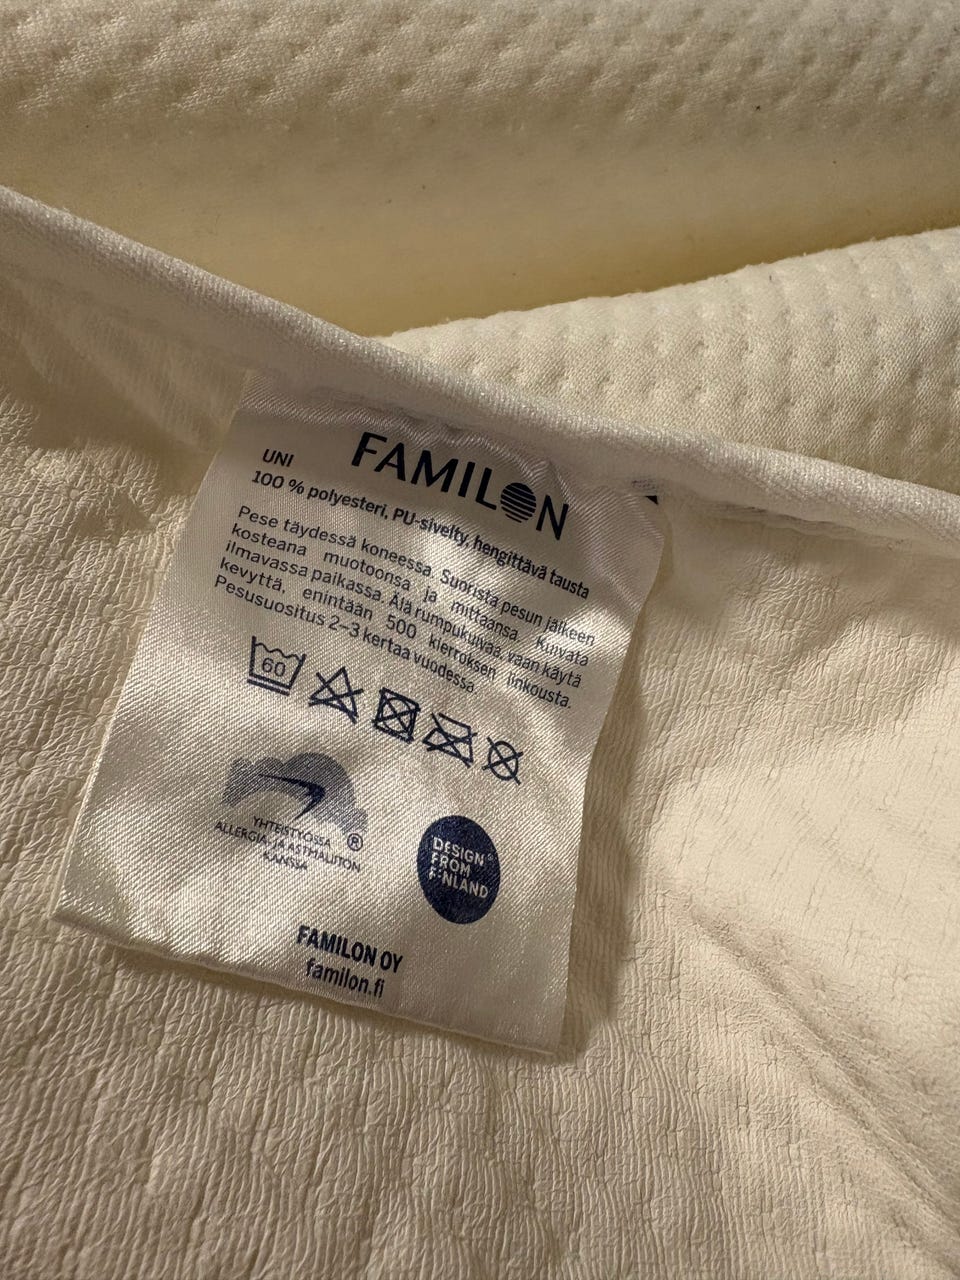 FAMILON
UNI
100 % polyesteri, PU-sivelty, hengittävä tausta
Pese täydessä koneessa. Suorista pesun jälkeen
kosteana muotoonsa ja mittaansa. Kuivata
ilmavassa paikassa. Älä rumpukuivaa, vaan käytä
kevyttä, enintään 500 kierroksen linkousta.
Pesusuositus 2–3 kertaa vuodessa.
60
YHTEISTYÖSSÄ ®
ALLERGIA- JA ASTMALIITON
KANSSA
DESIGN
FROM
FINLAND
FAMILON OY
familon.fi